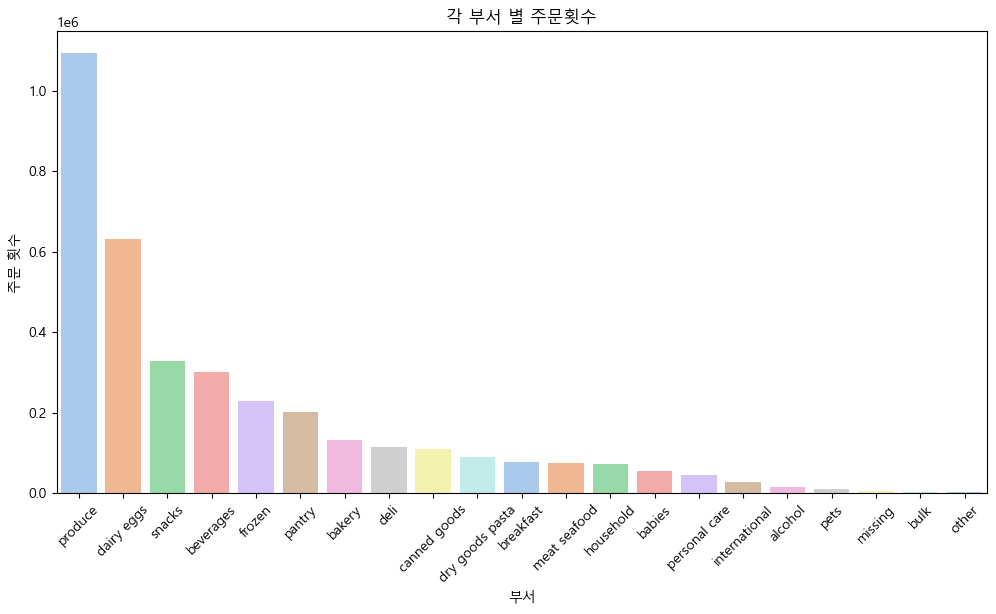 각 부서 별 주문횟수
1e6
1.0
0.8
0.6
0.4
0.2
0.0
주문 횟수
produce
dairy eggs
snacks
beverages
frozen
pantry
bakery
deli
canned goods
dry goods pasta
breakfast
meat seafood
household
babies
personal care
international
alcohol
pets
missing
bulk
other
부서